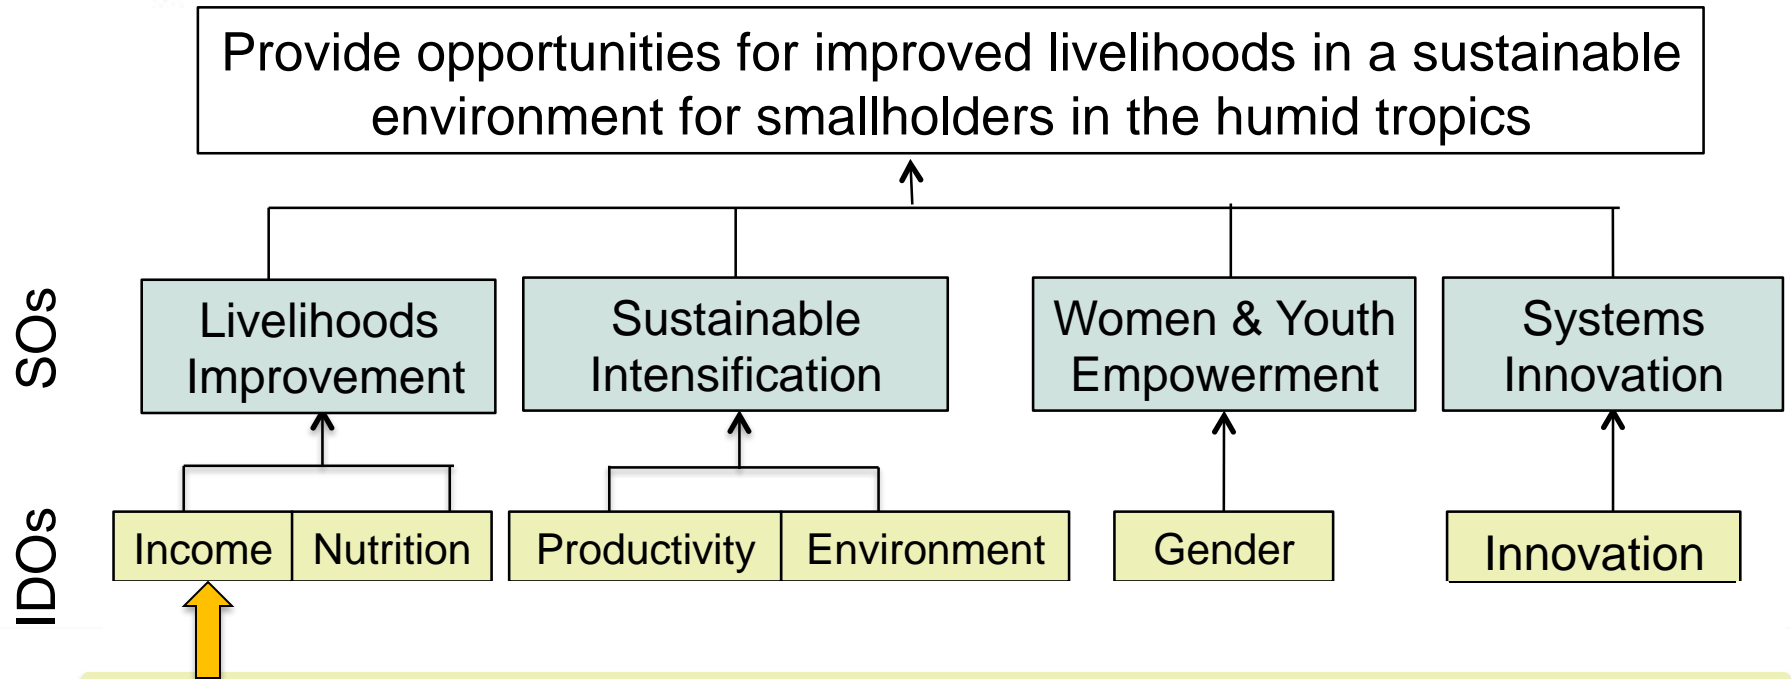 Provide opportunities for improved livelihoods in a sustainable
environment for smallholders in the humid tropics
SOs
Livelihoods
Improvement
Sustainable
Intensification
Women & Youth
Empowerment
Systems
Innovation
IDOs
Income
Nutrition
Productivity
Environment
Gender
Innovation